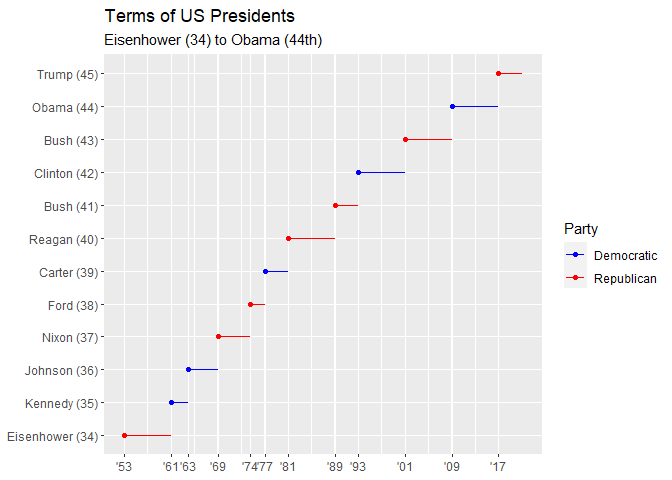 Terms of US Presidents
Eisenhower (34) to Obama (44th)
Trump (45)
Obama (44)
Bush (43)
Clinton (42)
Bush (41)
Reagan (40)
Carter (39)
Ford (38)
Nixon (37)
Johnson (36)
Kennedy (35)
Eisenhower (34)
'53 '61 '63 '69 '74 '77 '81 '89 '93 '01 '09 '17
Party
Democratic
Republican